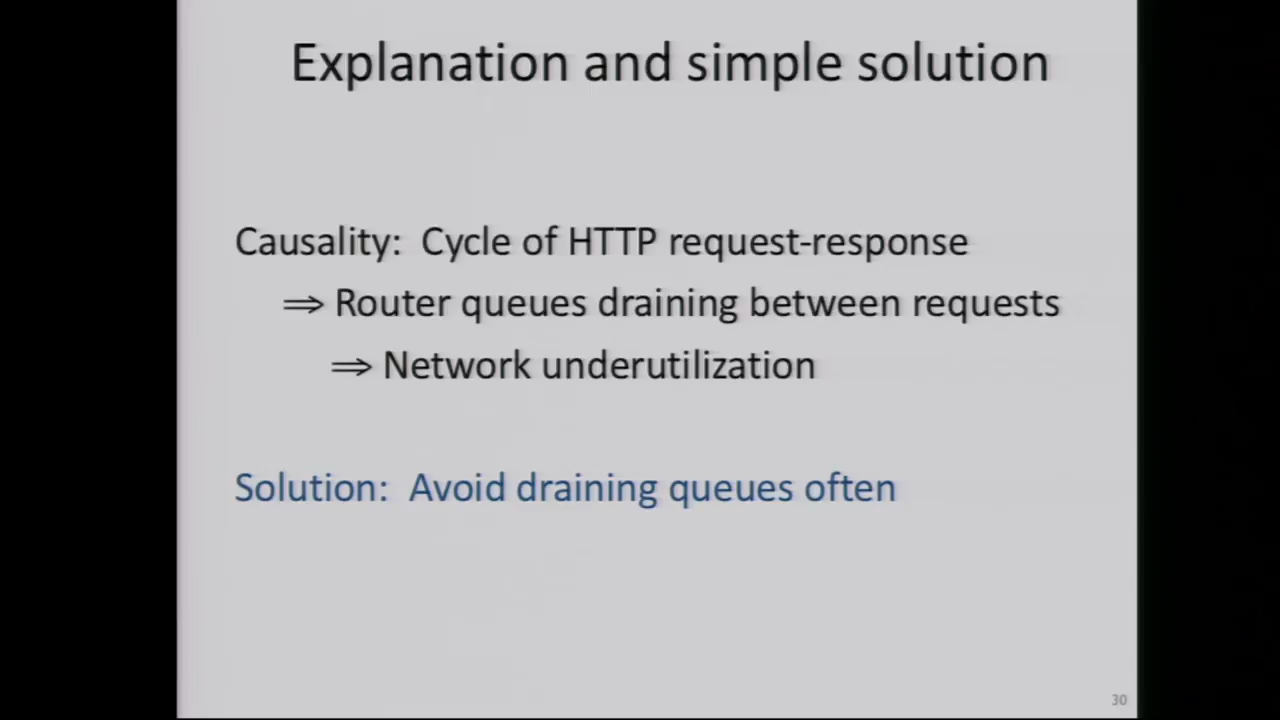 Explanation and simple solution
Causality: Cycle of HTTP request-response
⇒ Router queues draining between requests
⇒ Network underutilization
Solution: Avoid draining queues often
30